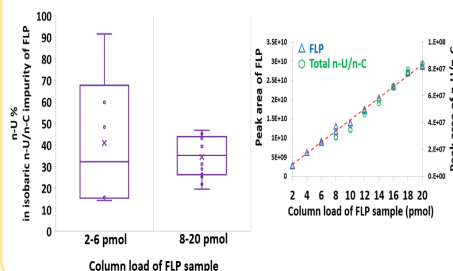 n-U %
in isobaric n-U/n-C impurity of FLP
100
90
80
70
60
50
40
30
20
10
0
2-6 pmol
8-20 pmol
Column load of FLP sample
Peak area of FLP
3.5E+10
3E+10
2.5E+10
2E+10
1.5E+10
1E+10
5E+09
0
FLP
Total n-U/n-C
1.E+08
8.E+07
6.E+07
4.E+07
2.E+07
0.E+00
2 4 6 8 10 12 14 16 18 20
Column load of FLP sample (pmol)